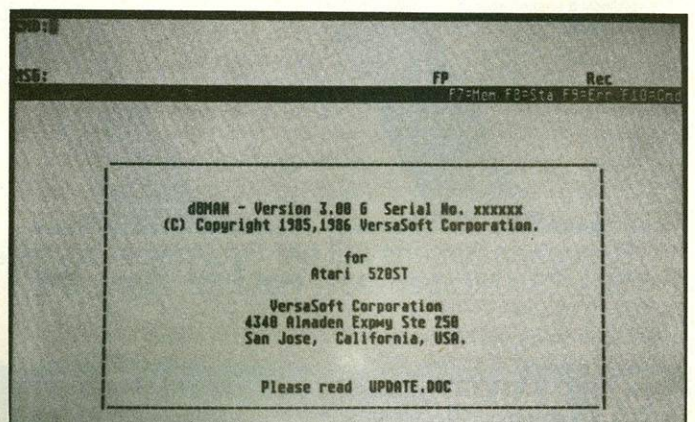 CMD:
MSG: FP Rec
F7=Mem F8=Sta F9=Err F10=Cmd
dBMAN - Version 3.00 G Serial No. xxxxxx
(C) Copyright 1985,1986 VersaSoft Corporation.
for
Atari 520ST
VersaSoft Corporation
4340 Almaden Expwy Ste 250
San Jose, California, USA.
Please read UPDATE.DOC